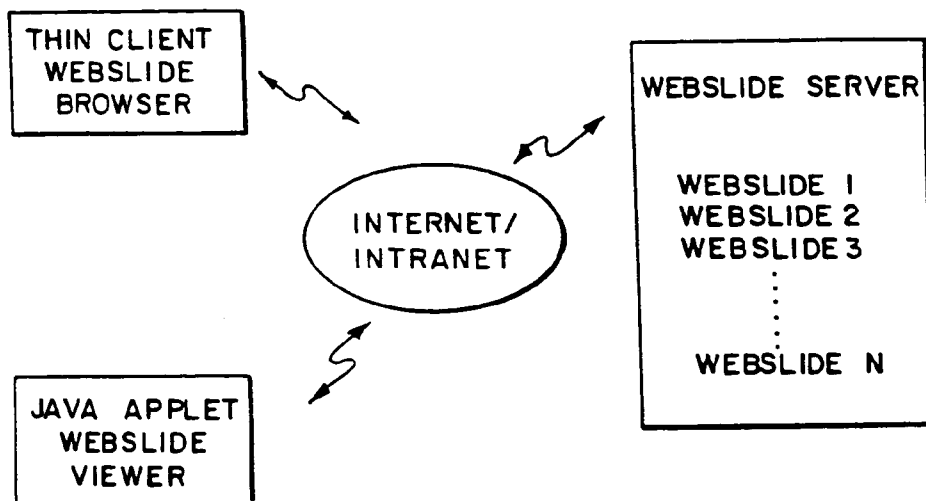 THIN CLIENT
WEBSLIDE
BROWSER
WEBSLIDE SERVER
WEBSLIDE 1
WEBSLIDE 2
WEBSLIDE 3
WEBSLIDE N
INTERNET/
INTRANET
JAVA APPLET
WEBSLIDE
VIEWER